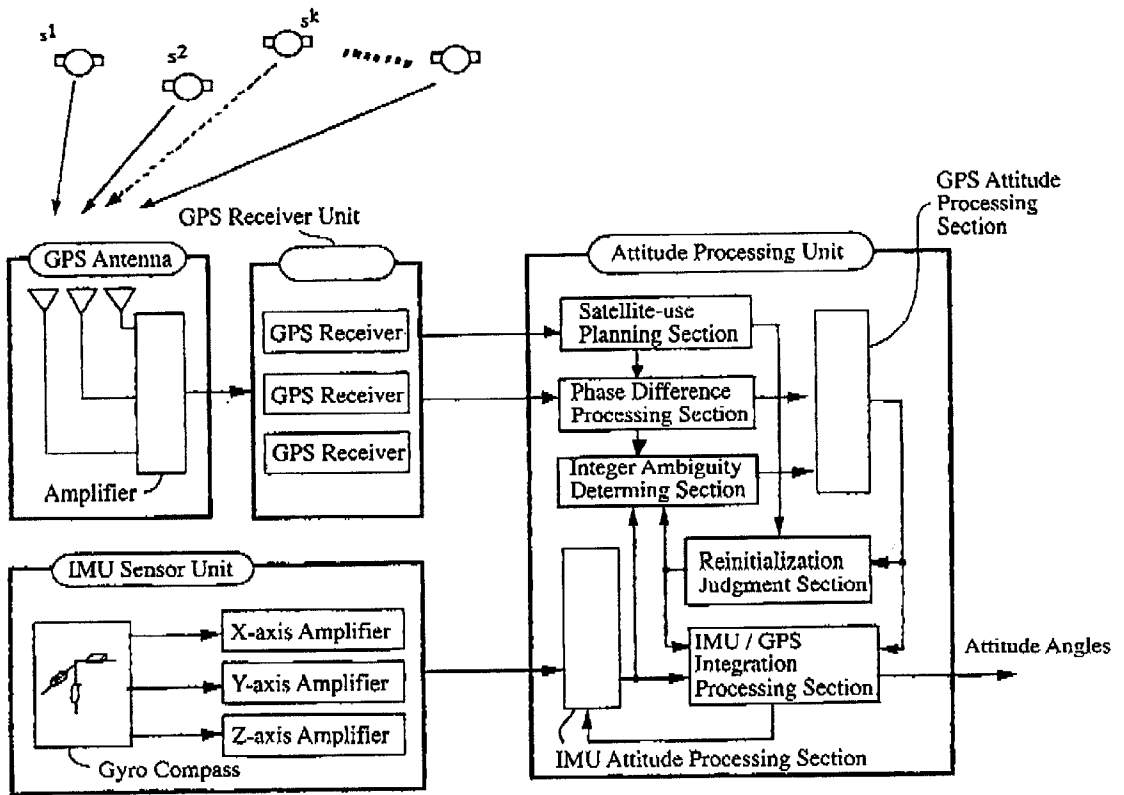 s1
s2
sk
GPS Attitude
Processing
Section
GPS Receiver Unit
GPS Antenna
Attitude Processing Unit
Satellite-use
Planning Section
GPS Receiver
Phase Difference
Processing Section
GPS Receiver
Integer Ambiguity
Determing Section
GPS Receiver
Amplifier
Reinitialization
Judgment Section
IMU Sensor Unit
X-axis Amplifier
IMU / GPS
Integration
Processing Section
Attitude Angles
Y-axis Amplifier
Z-axis Amplifier
IMU Attitude Processing Section
Gyro Compass